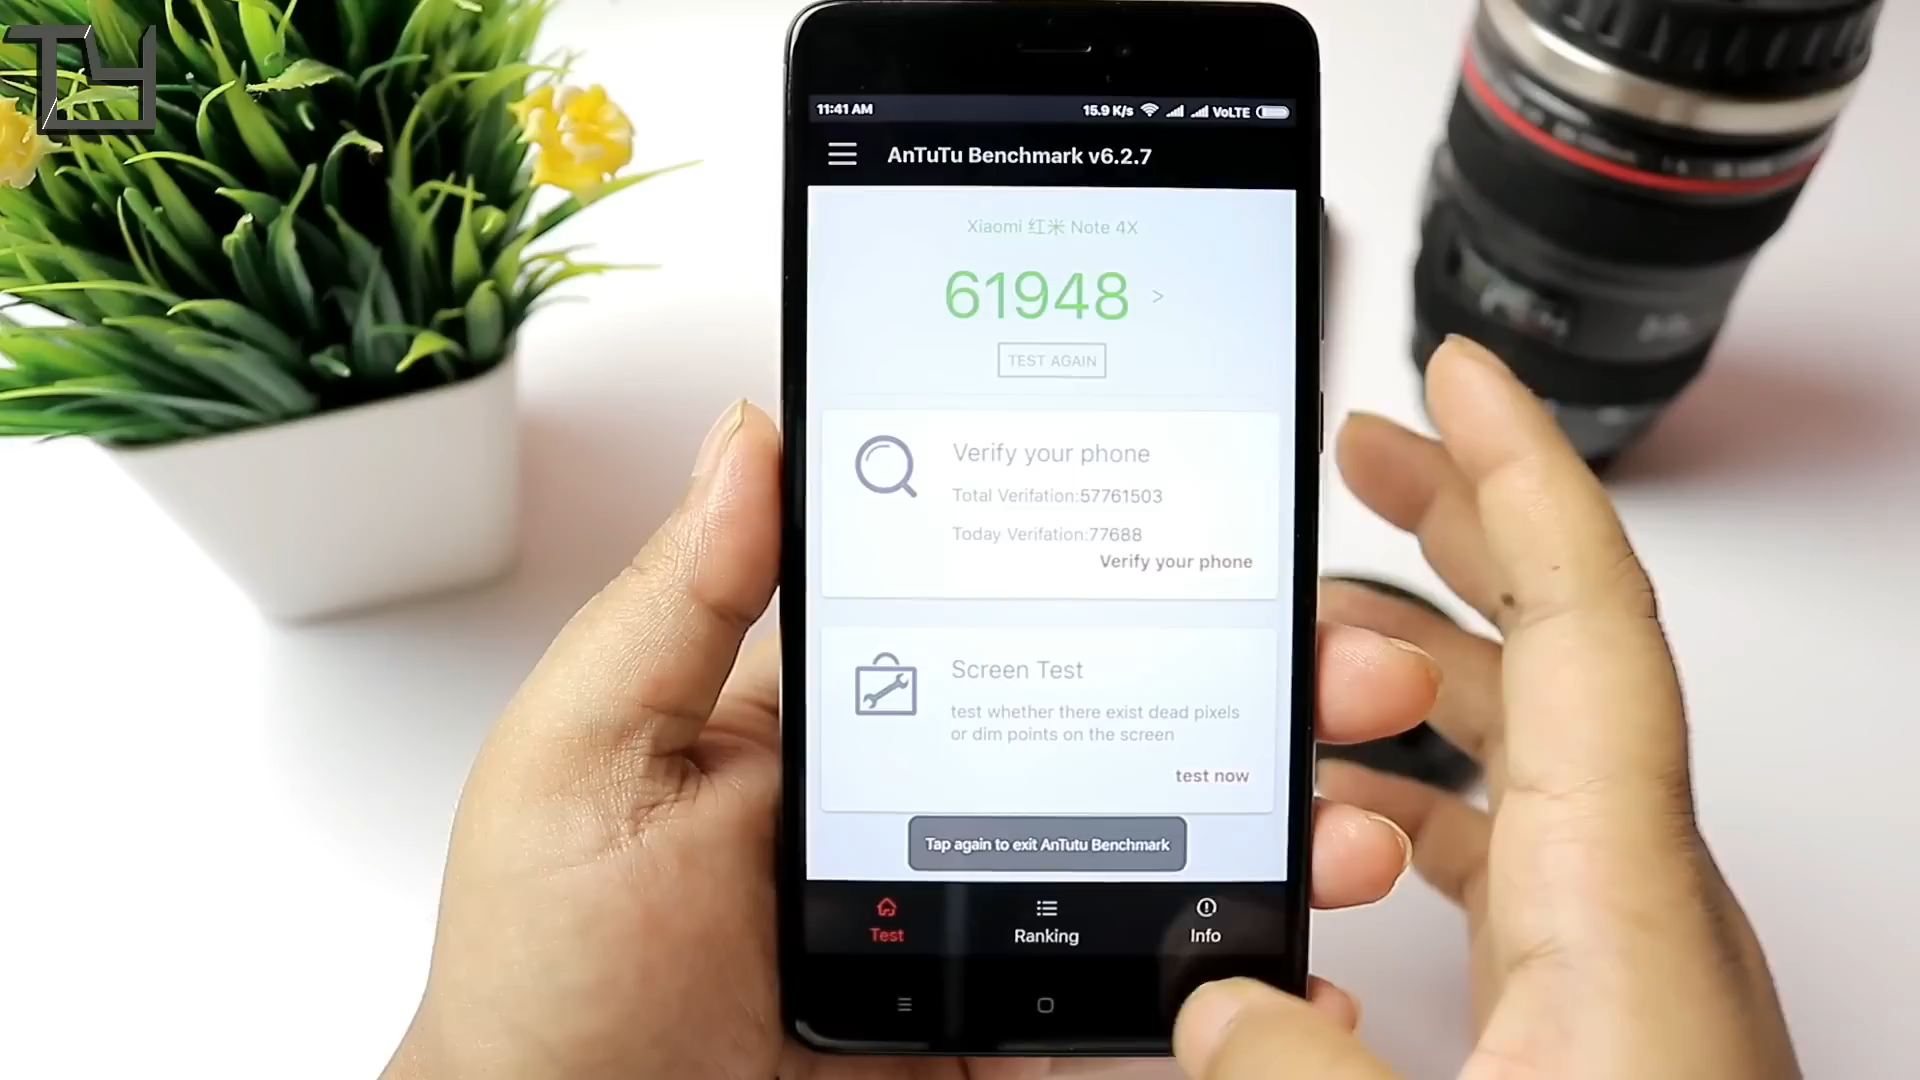 TY
11:41 AM
15.9 K/s VoLTE
AnTuTu Benchmark v6.2.7
Xiaomi 红米 Note 4X
61948 >
TEST AGAIN
Verify your phone
Total Verifation:57761503
Today Verifation:77688
Verify your phone
Screen Test
test whether there exist dead pixels
or dim points on the screen
test now
Tap again to exit AnTutu Benchmark
Test
Ranking
Info